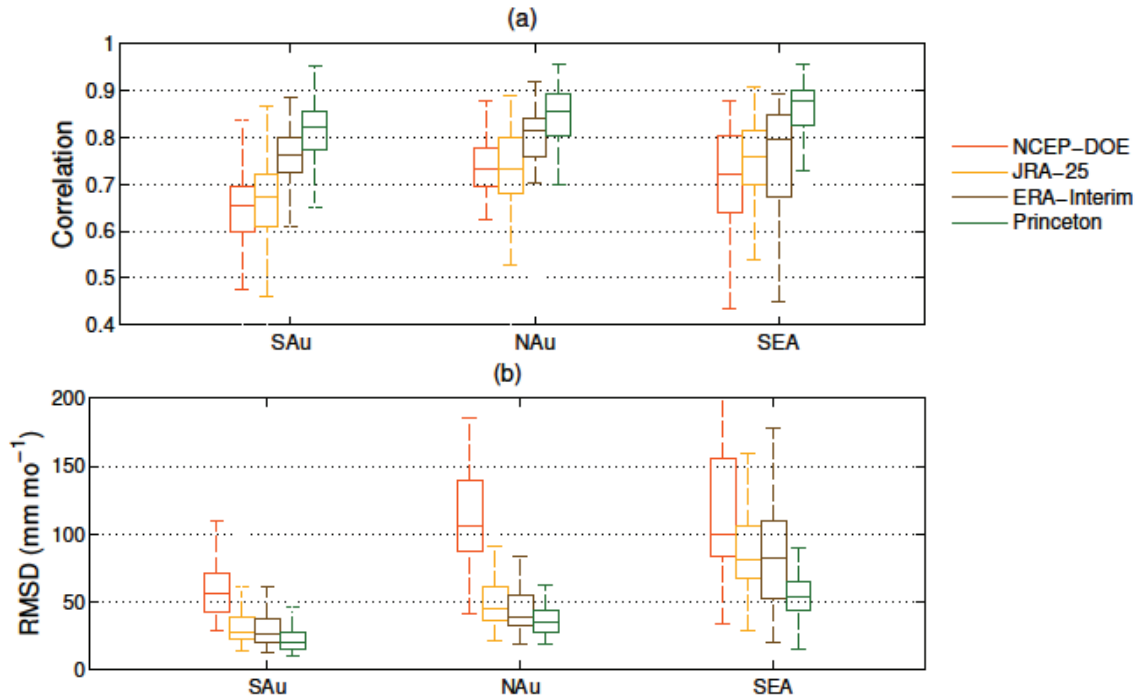 (a)
Correlation
1
0.9
0.8
0.7
0.6
0.5
0.4
SAu NAu SEA
NCEP−DOE
JRA−25
ERA−Interim
Princeton
(b)
RMSD (mm mo⁻¹)
200
150
100
50
0
SAu NAu SEA